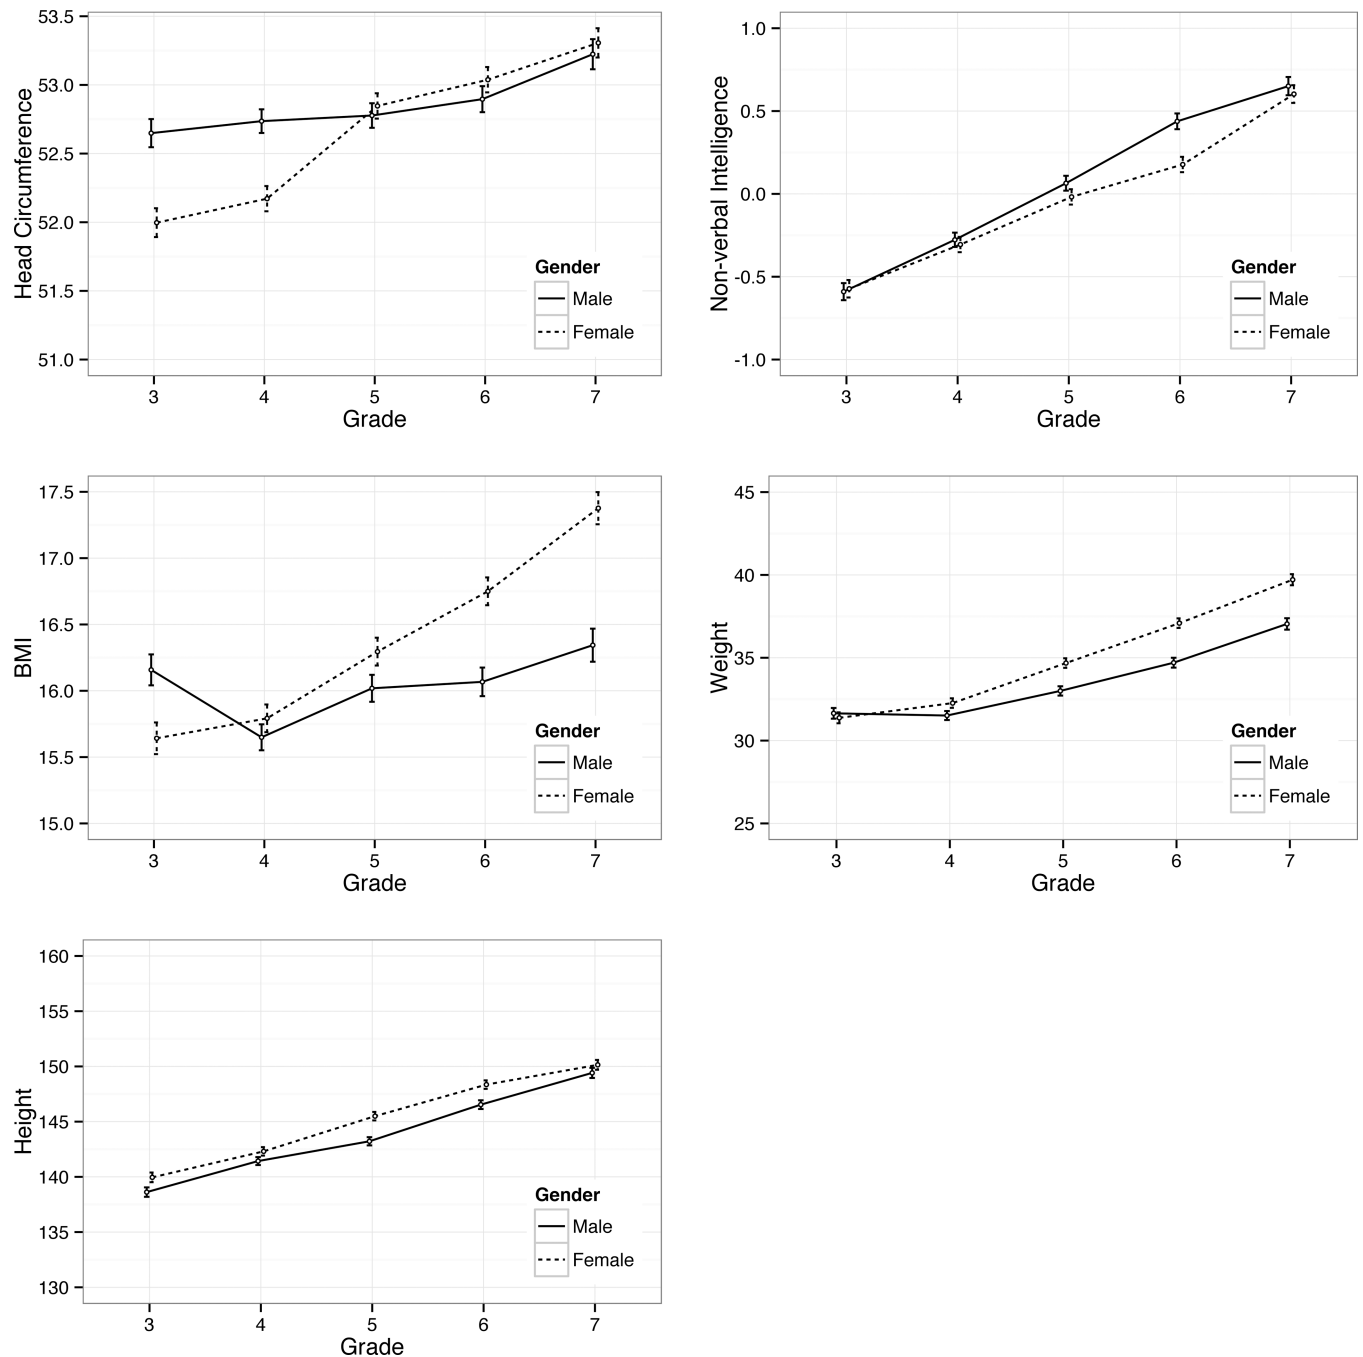 Head Circumference
53.5
53.0
52.5
52.0
51.5
51.0
3 4 5 6 7
Grade
Gender
Male
Female
Non-verbal Intelligence
1.0
0.5
0.0
-0.5
-1.0
3 4 5 6 7
Grade
Gender
Male
Female
BMI
17.5
17.0
16.5
16.0
15.5
15.0
3 4 5 6 7
Grade
Gender
Male
Female
Weight
45
40
35
30
25
3 4 5 6 7
Grade
Gender
Male
Female
Height
160
155
150
145
140
135
130
3 4 5 6 7
Grade
Gender
Male
Female